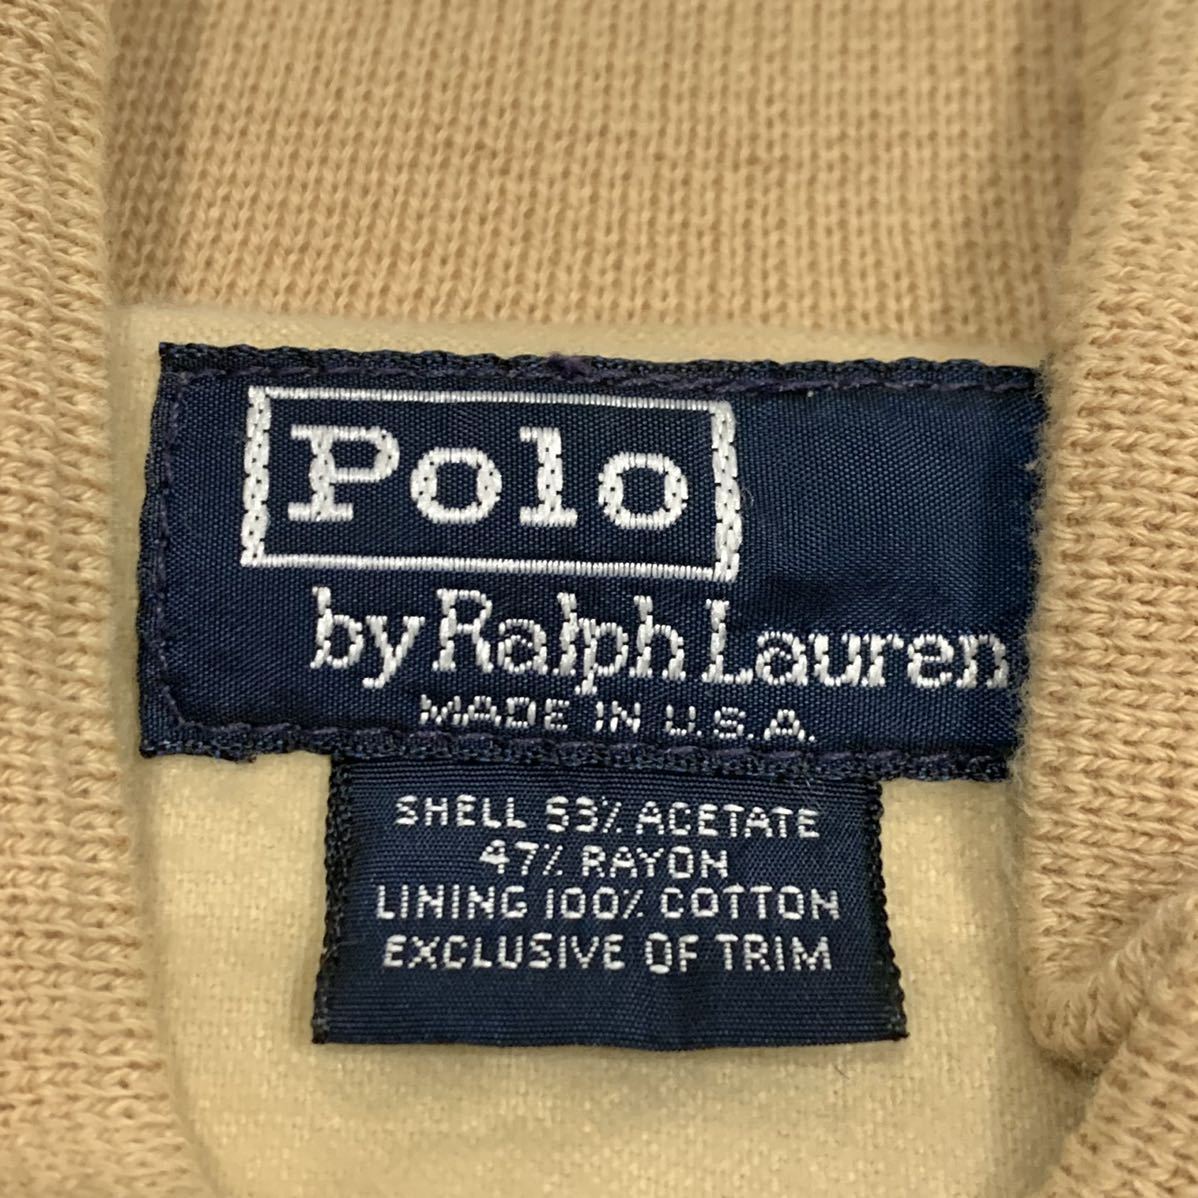 Polo
by Ralph Lauren
MADE IN U.S.A.
SHELL 53% ACETATE
47% RAYON
LINING 100% COTTON
EXCLUSIVE OF TRIM